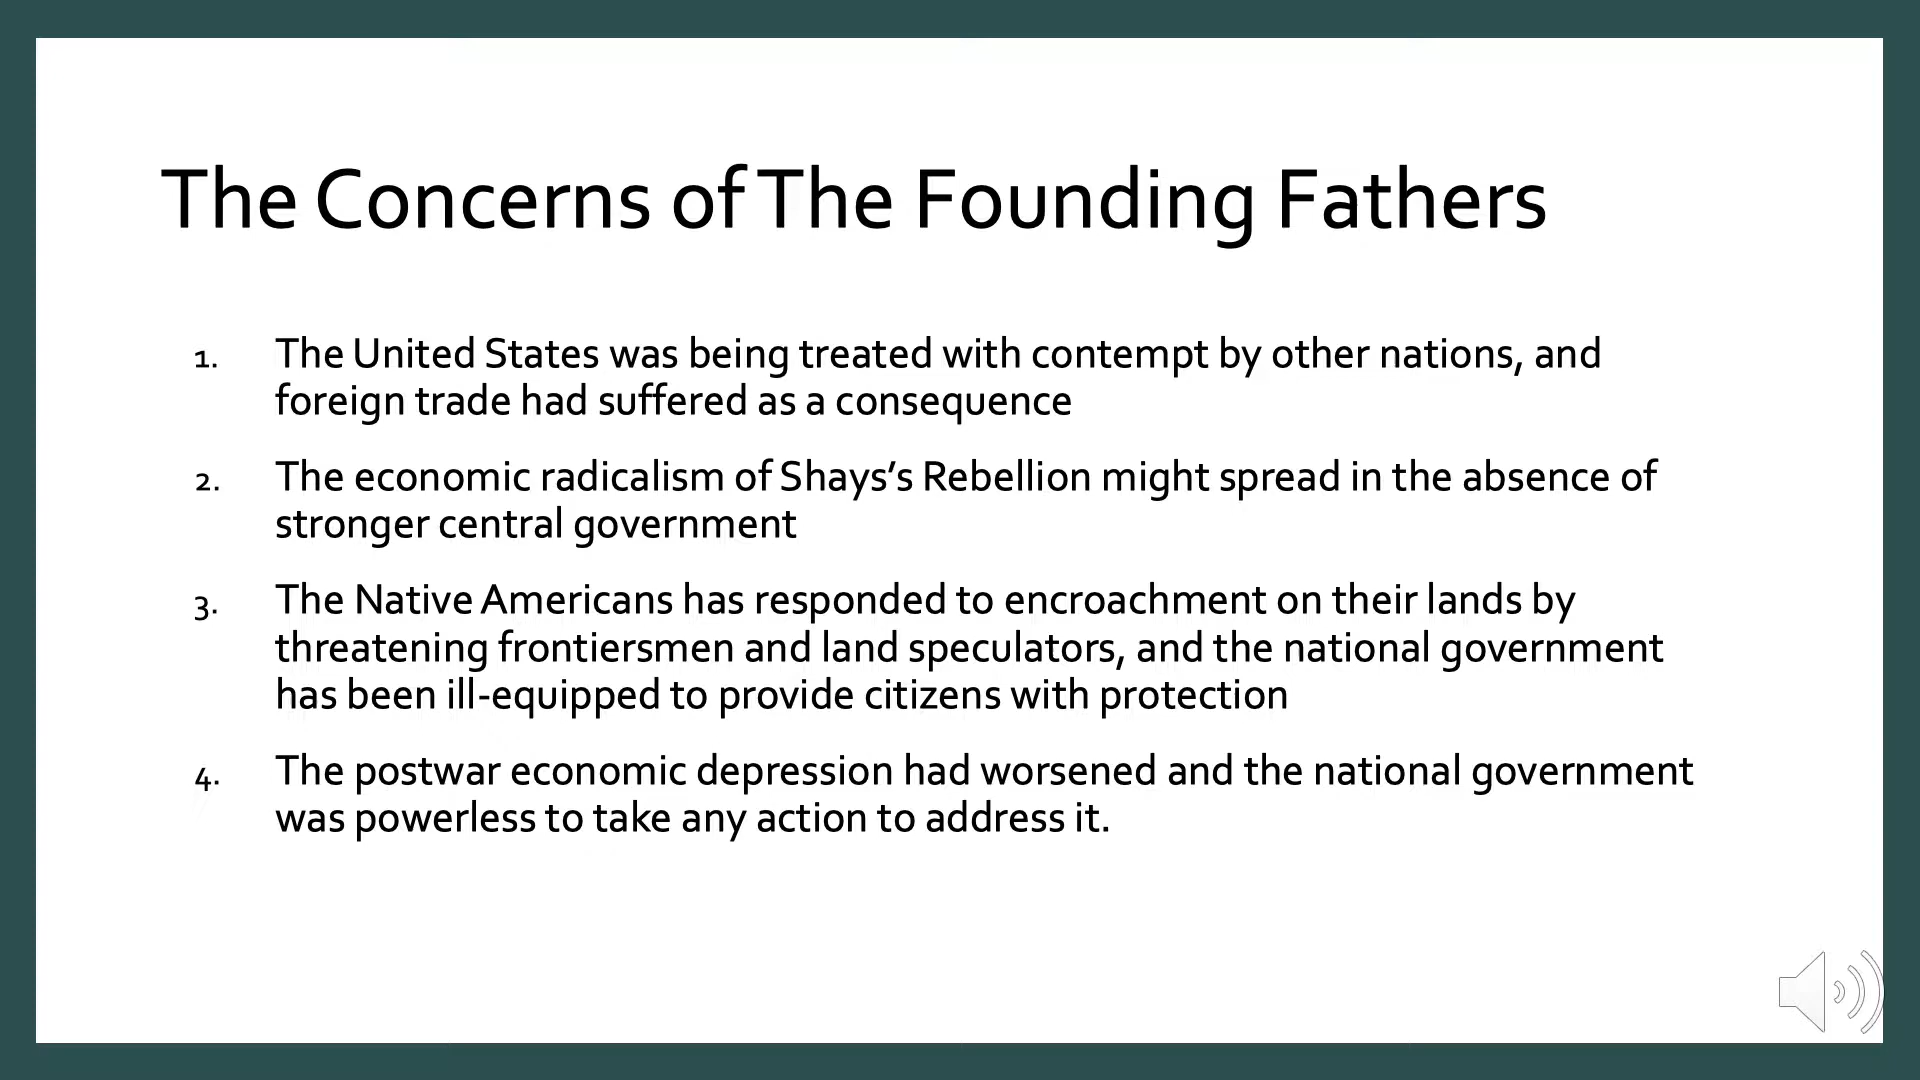 The Concerns of The Founding Fathers
1. The United States was being treated with contempt by other nations, and
foreign trade had suffered as a consequence
2. The economic radicalism of Shays’s Rebellion might spread in the absence of
stronger central government
3. The Native Americans has responded to encroachment on their lands by
threatening frontiersmen and land speculators, and the national government
has been ill-equipped to provide citizens with protection
4. The postwar economic depression had worsened and the national government
was powerless to take any action to address it.